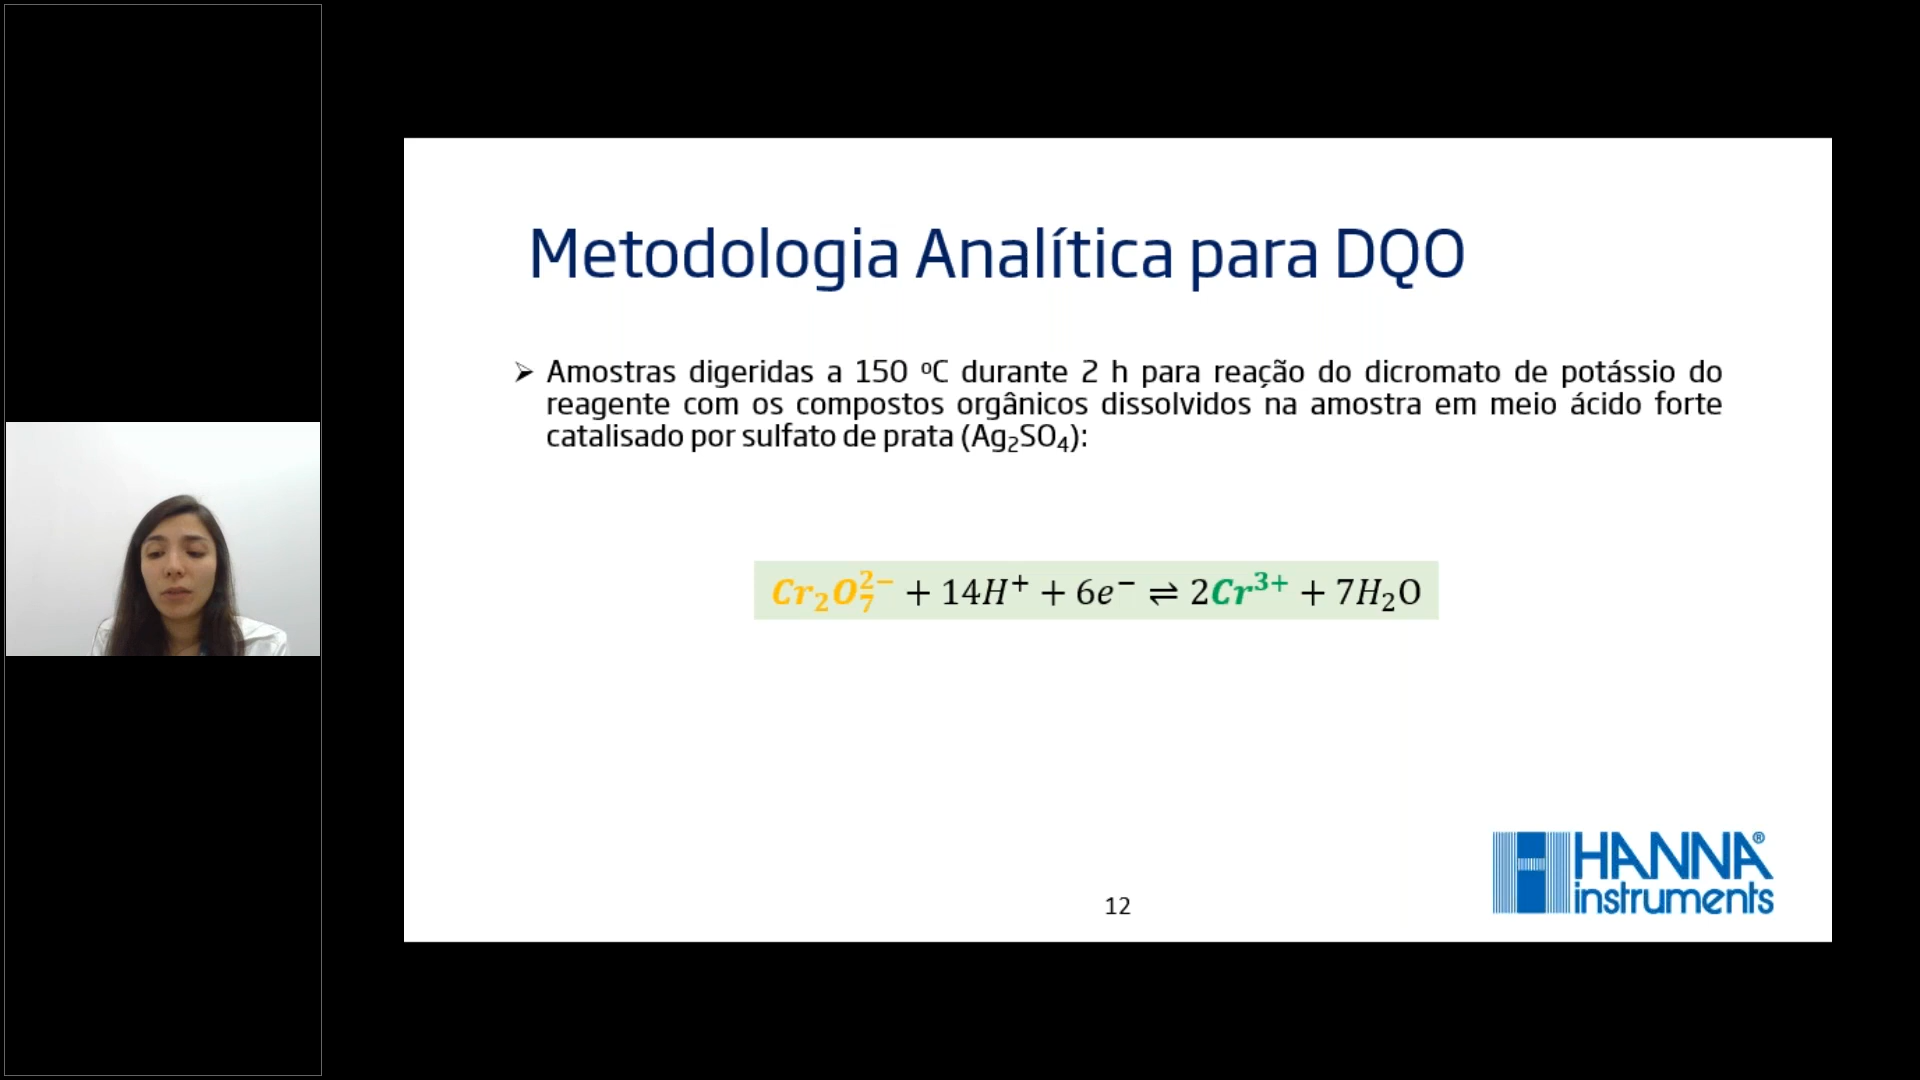 Metodologia Analítica para DQO
➢ Amostras digeridas a 150 ºC durante 2 h para reação do dicromato de potássio do
reagente com os compostos orgânicos dissolvidos na amostra em meio ácido forte
catalisado por sulfato de prata (Ag₂SO₄):
Cr₂O₇²⁻ + 14H⁺ + 6e⁻ ⇌ 2Cr³⁺ + 7H₂O
12
HANNA®
instruments